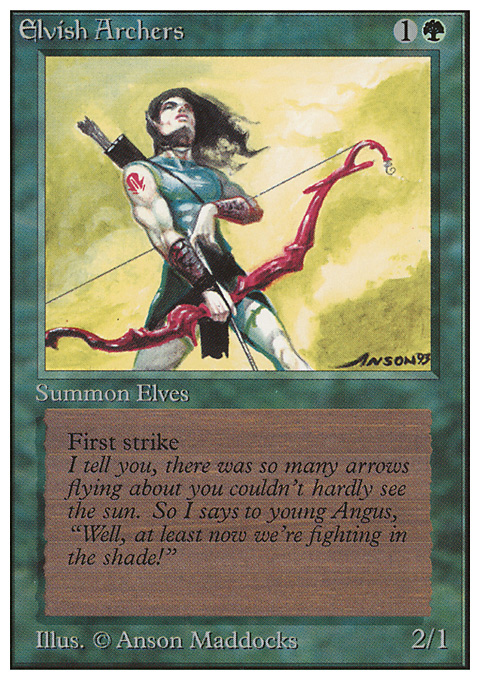 Elvish Archers 1
ANSON 93
Summon Elves
First strike
I tell you, there was so many arrows
flying about you couldn't hardly see
the sun. So I says to young Angus,
"Well, at least now we're fighting in
the shade!"
Illus. © Anson Maddocks 2/1